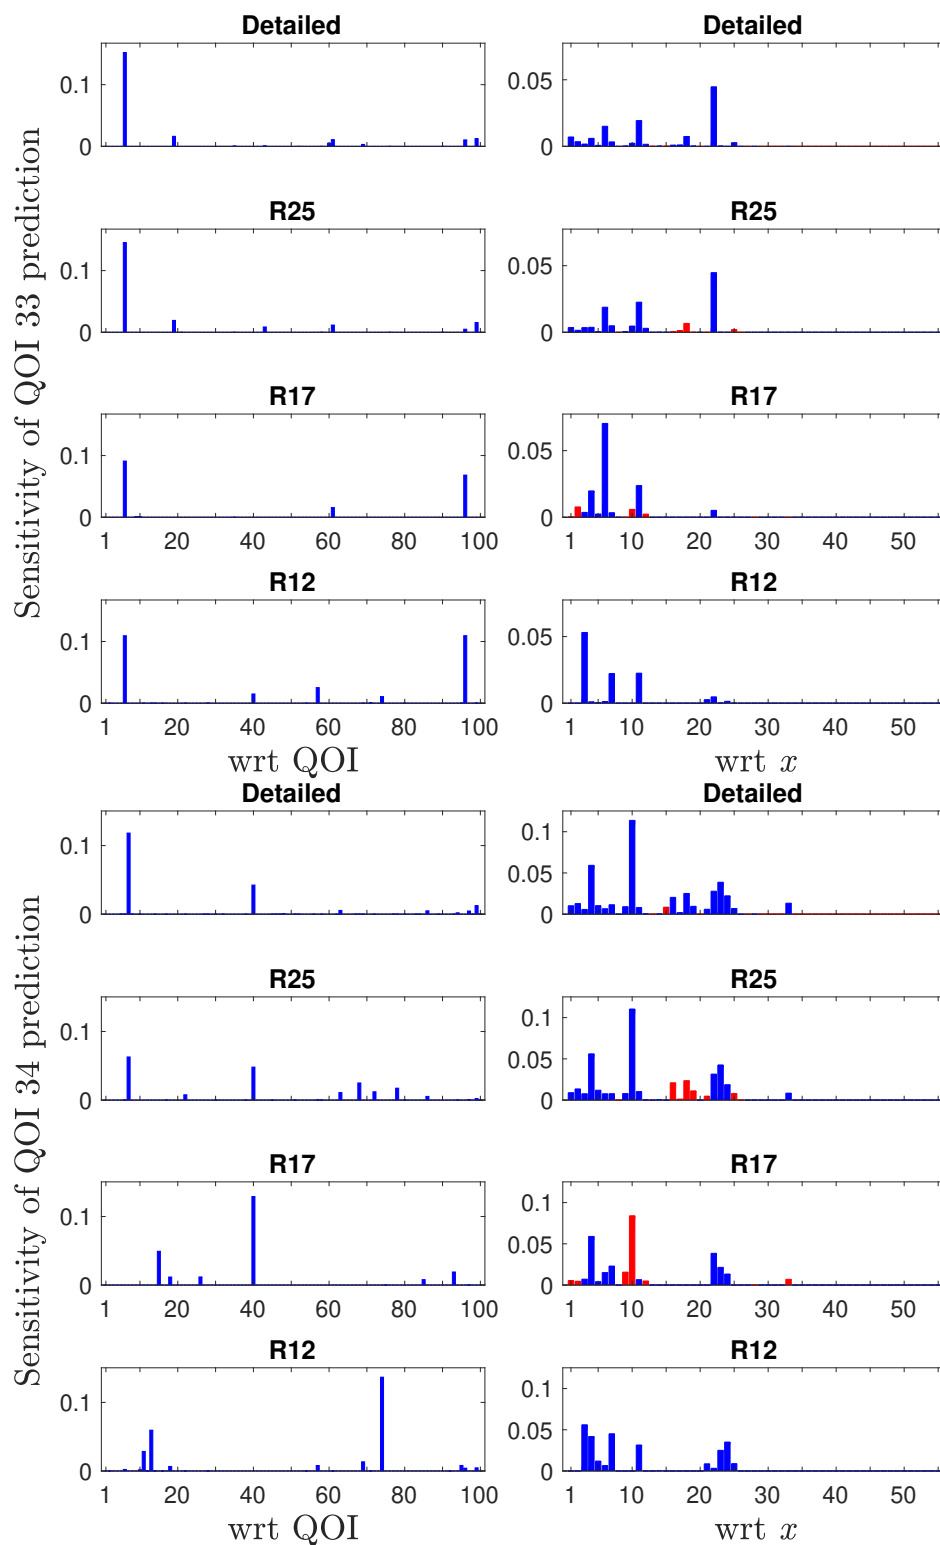 Detailed Detailed
0.1 0.05
0 0
R25 R25
0.1 0.05
0 0
R17 R17
0.1 0.05
0 0
1 20 40 60 80 100 1 10 20 30 40 50
R12 R12
0.1 0.05
0 0
1 20 40 60 80 100 1 10 20 30 40 50
wrt QOI wrt x
Sensitivity of QOI 33 prediction
Detailed Detailed
0.1 0.1
0.05
0 0
R25 R25
0.1 0.1
0.05
0 0
R17 R17
0.1 0.1
0.05
0 0
1 20 40 60 80 100 1 10 20 30 40 50
R12 R12
0.1 0.1
0.05
0 0
1 20 40 60 80 100 1 10 20 30 40 50
wrt QOI wrt x
Sensitivity of QOI 34 prediction